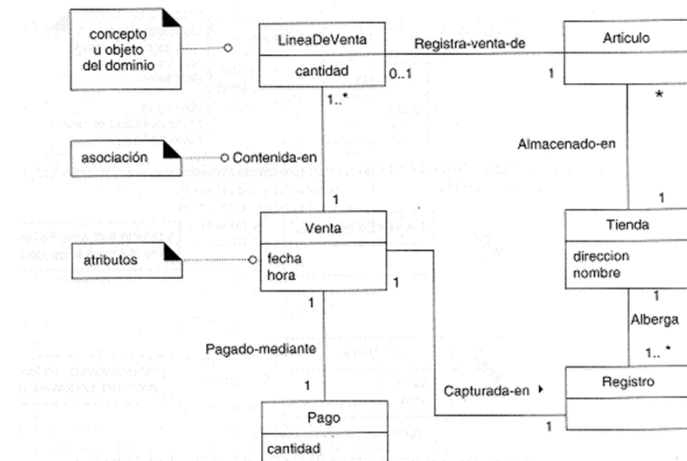 concepto
u objeto
del dominio
LineaDeVenta
cantidad
Registra-venta-de
0..1
1
Articulo
1..*
*
asociación
Contenida-en
Almacenado-en
1
1
Venta
fecha
hora
atributos
Tienda
direccion
nombre
1
1
1
Alberga
Pagado-mediante
1.. *
1
Capturada-en
Registro
1
Pago
cantidad